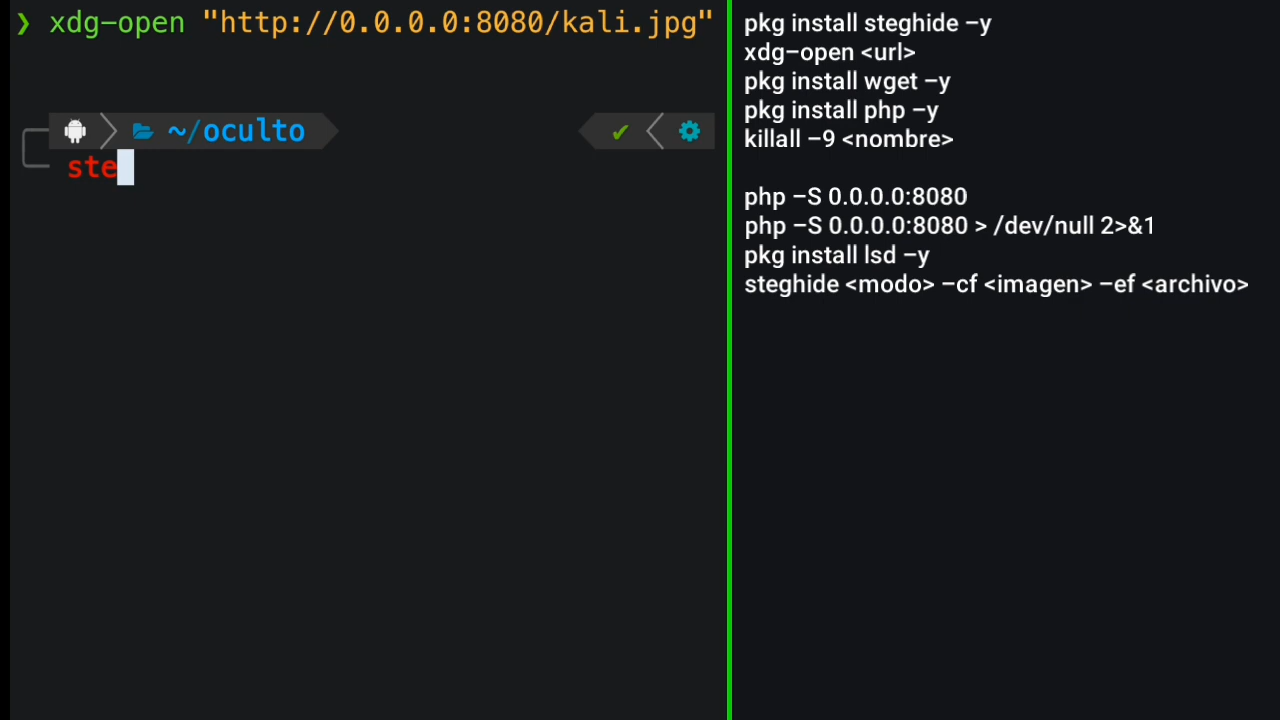 ❯ xdg-open "http://0.0.0.0:8080/kali.jpg"
~/oculto
ste
pkg install steghide –y
xdg–open <url>
pkg install wget –y
pkg install php –y
killall –9 <nombre>
php –S 0.0.0.0:8080
php –S 0.0.0.0:8080 > /dev/null 2>&1
pkg install lsd –y
steghide <modo> –cf <imagen> –ef <archivo>